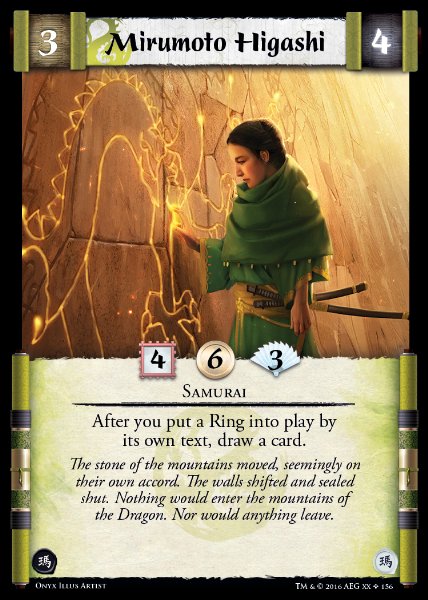 3 Mirumoto Higashi 4
4 6 3
Samurai
After you put a Ring into play by
its own text, draw a card.
The stone of the mountains moved, seemingly on
their own accord. The walls shifted and sealed
shut. Nothing would enter the mountains of
the Dragon. Nor would anything leave.
瑪 瑪
Onyx Illus Artist TM & © 2016 AEG XX ❖ 156